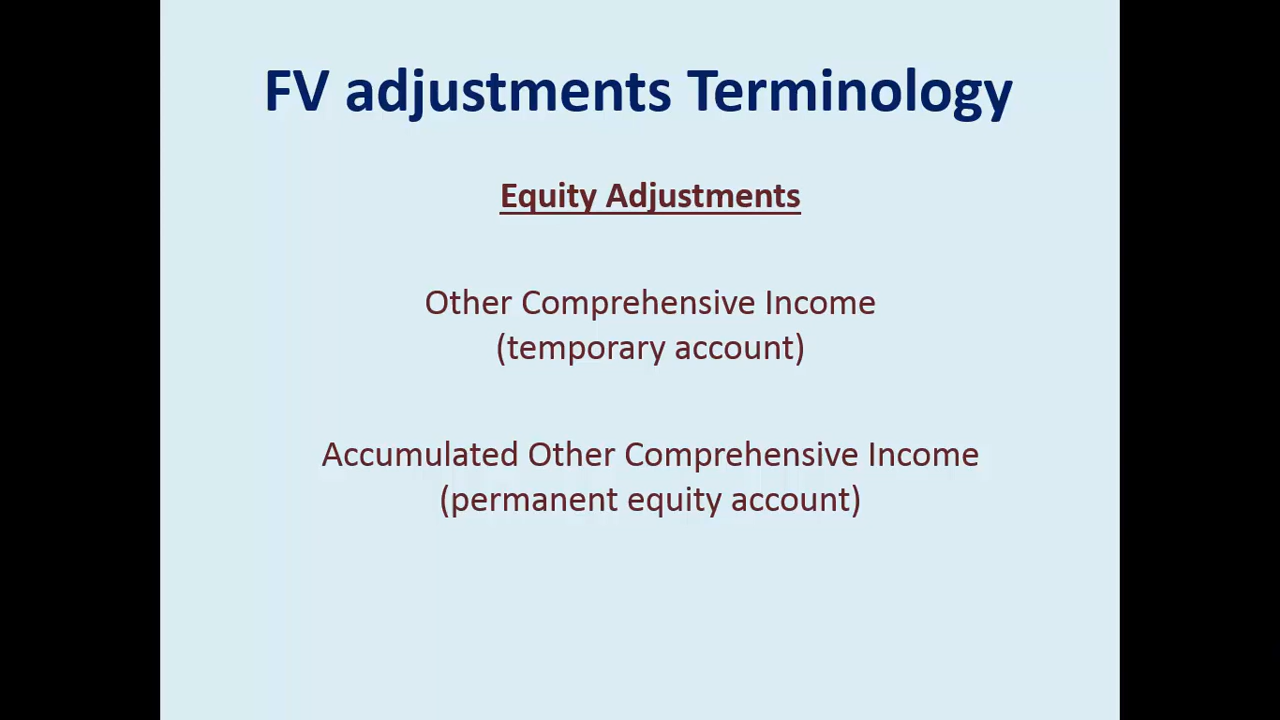 FV adjustments Terminology
Equity Adjustments
Other Comprehensive Income
(temporary account)
Accumulated Other Comprehensive Income
(permanent equity account)